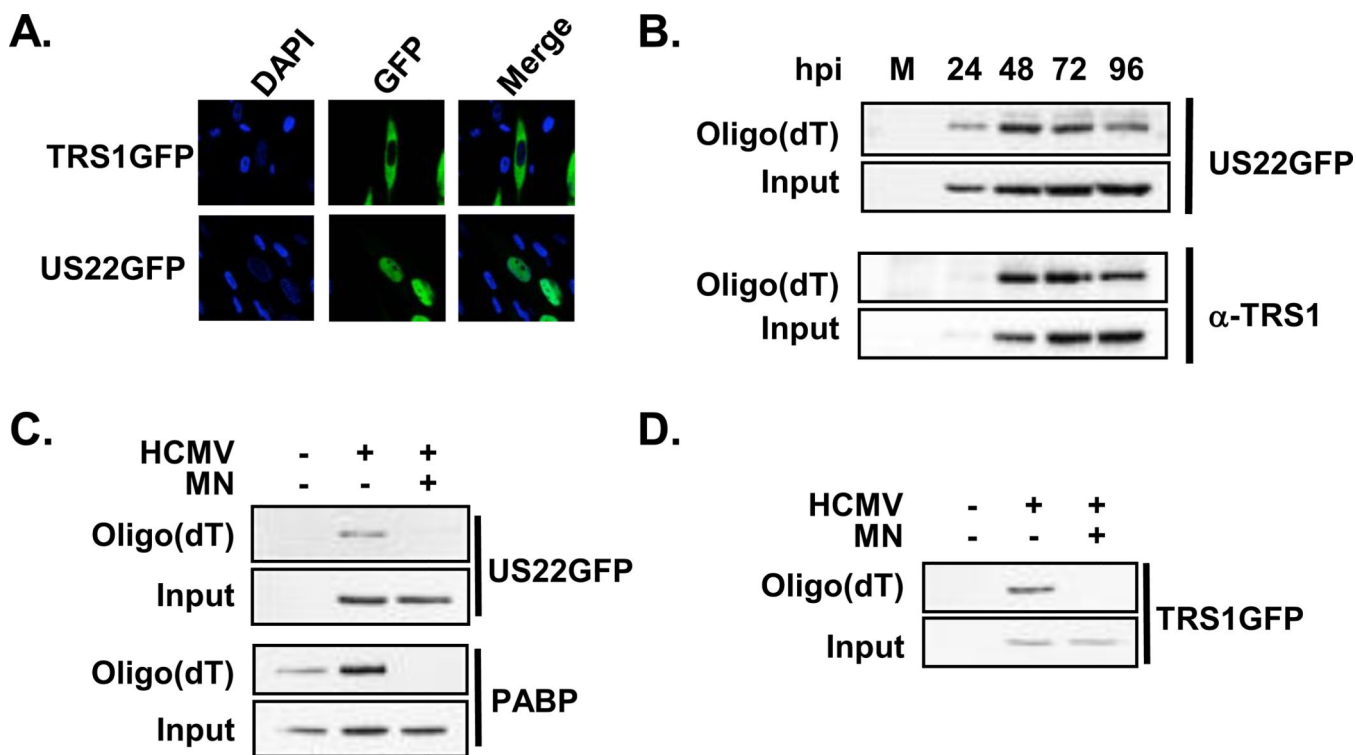 A.
DAPI GFP Merge
TRS1GFP
US22GFP
B.
hpi M 24 48 72 96
Oligo(dT)
Input
US22GFP
Oligo(dT)
Input
α-TRS1
C.
HCMV - + +
MN - - +
Oligo(dT)
Input
US22GFP
Oligo(dT)
Input
PABP
D.
HCMV - + +
MN - - +
Oligo(dT)
Input
TRS1GFP